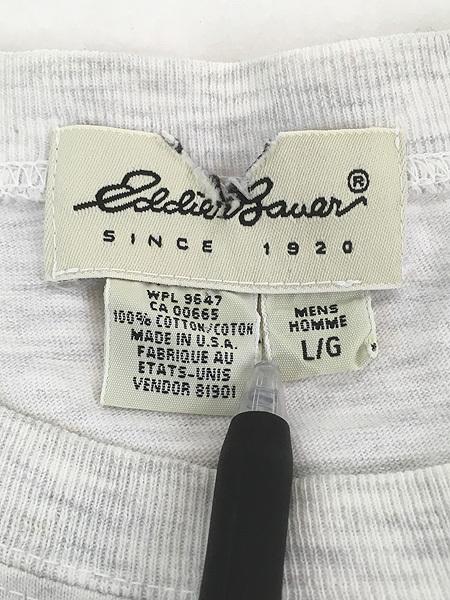 Eddie Bauer®
SINCE 1920
WPL 9647
CA 00665
100% COTTON/COTON
MADE IN U.S.A.
FABRIQUE AU
ETATS-UNIS
VENDOR 81901
MENS
HOMME
L/G